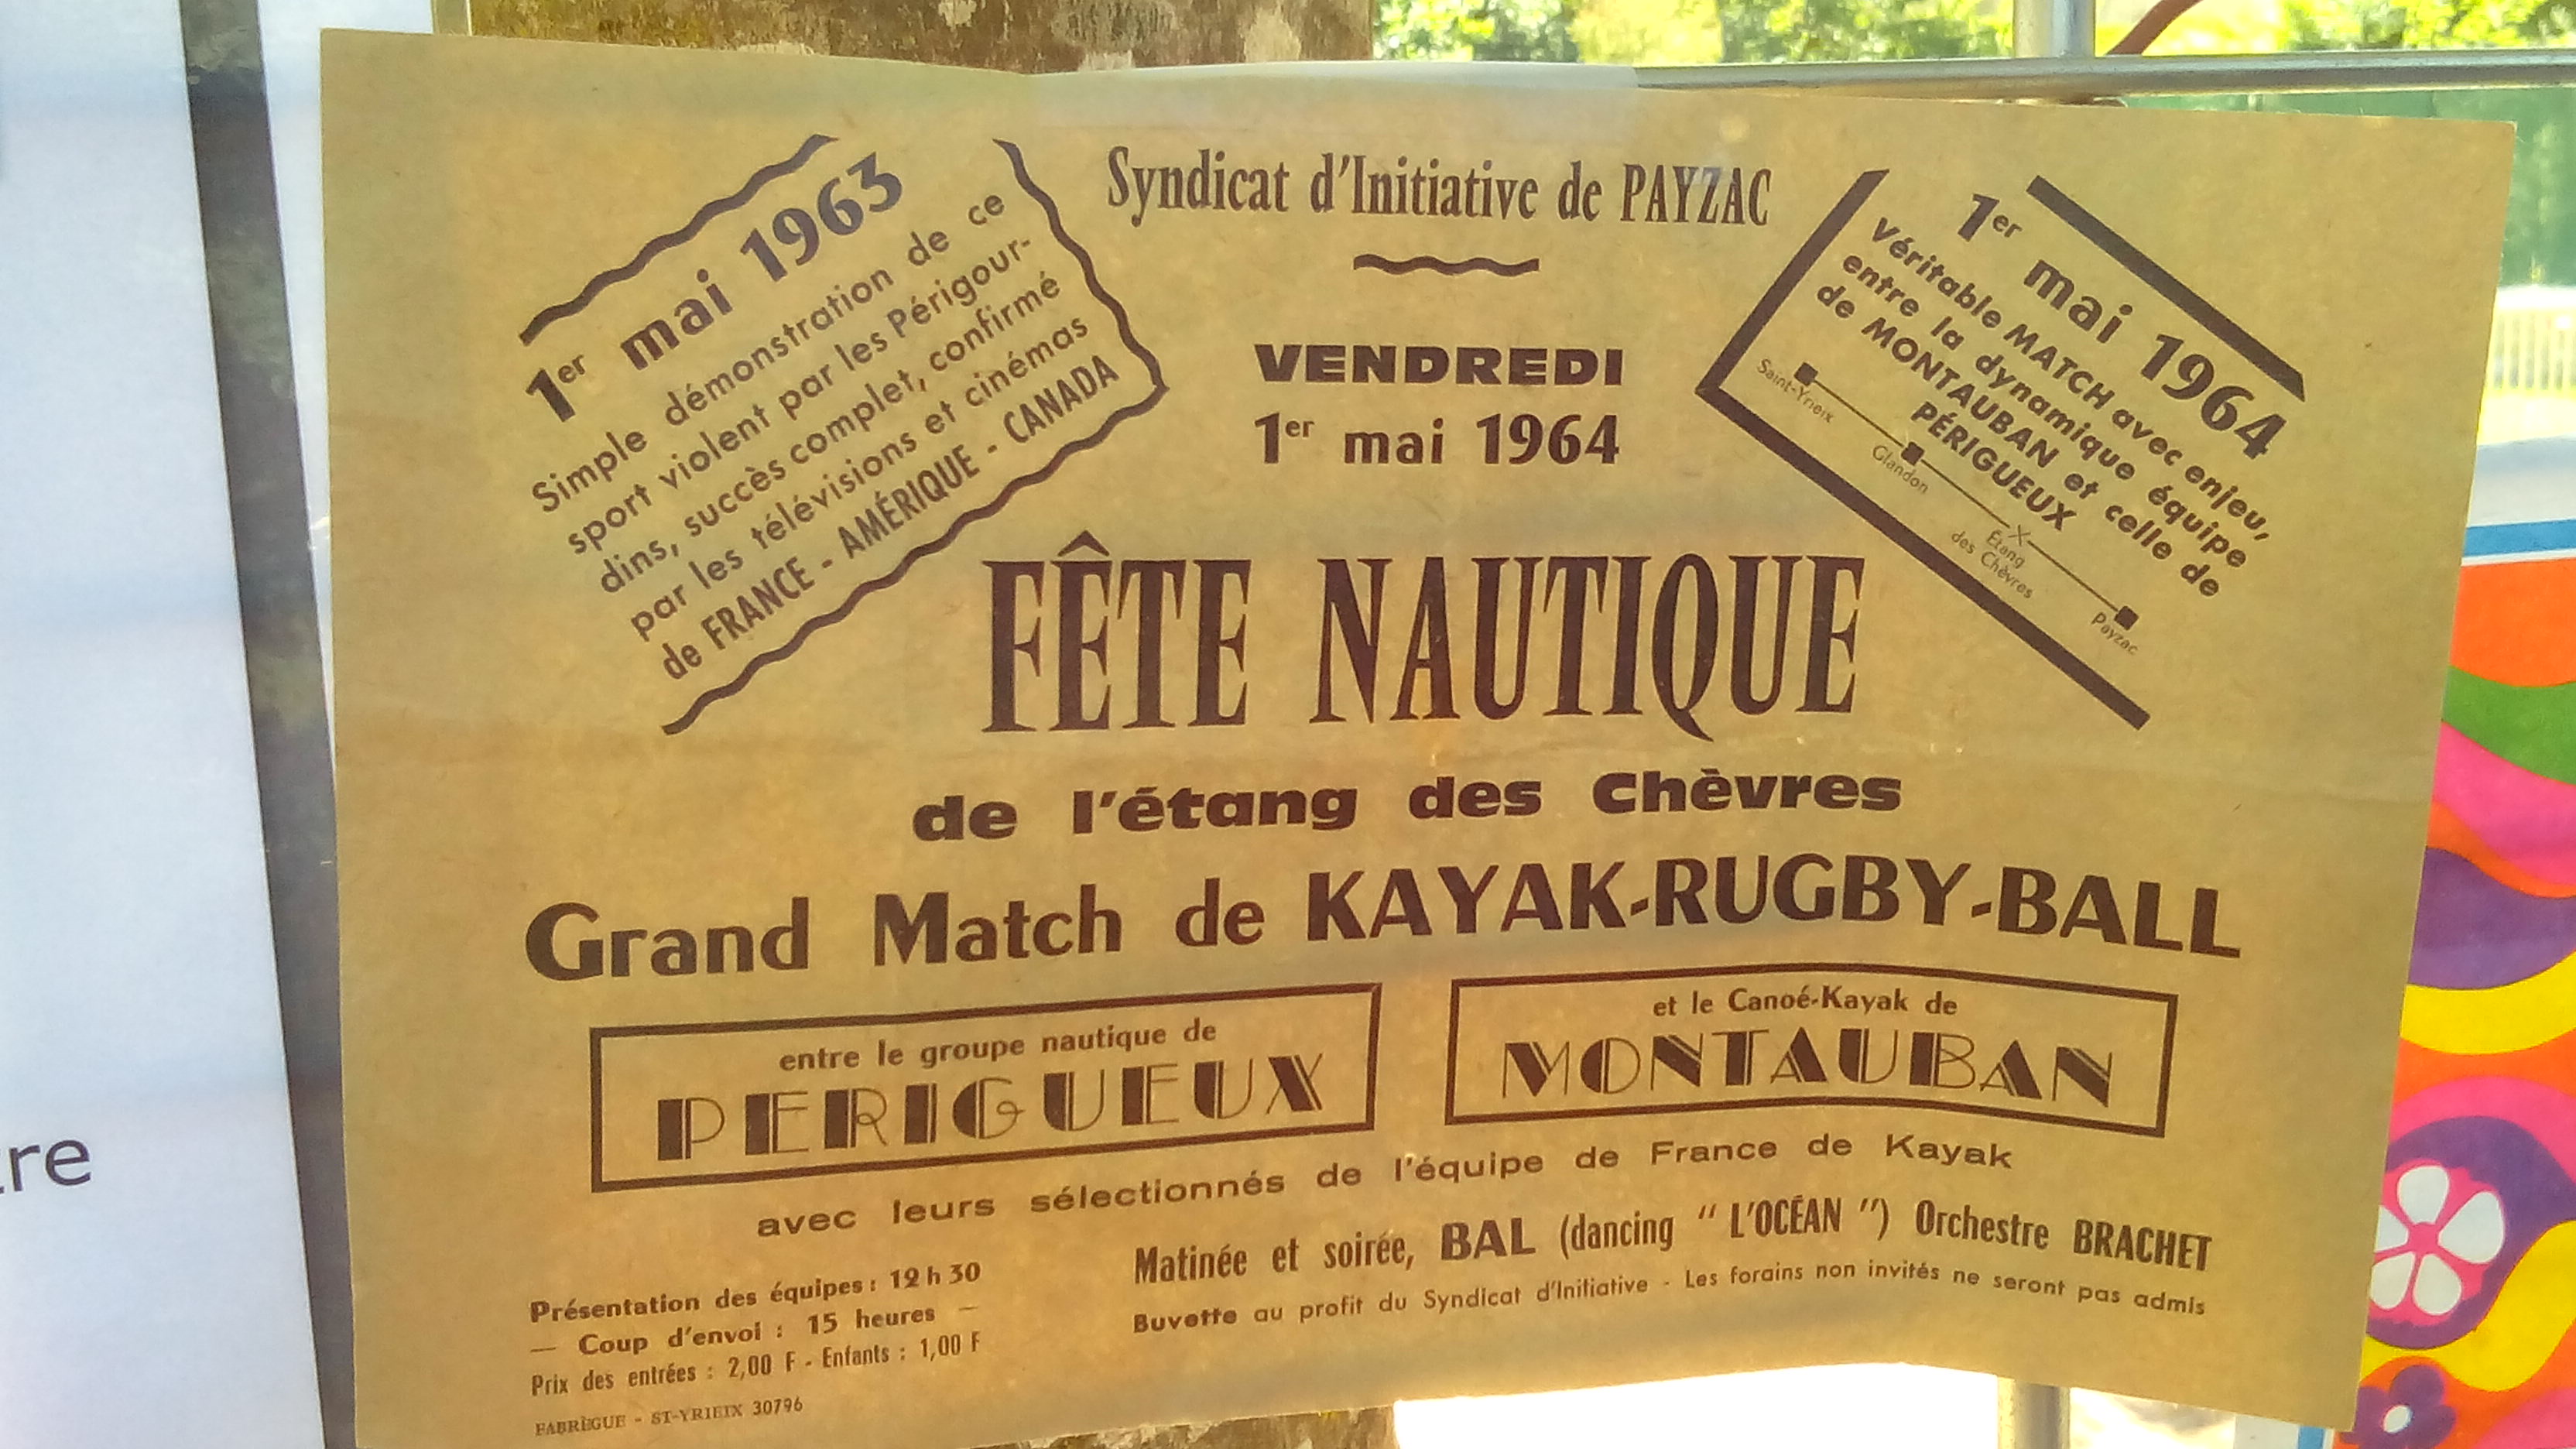 Syndicat d'Initiative de PAYZAC
1er mai 1963
Simple démonstration de ce
sport violent par les Périgour-
dins, succès complet, confirmé
par les télévisions et cinémas
de FRANCE - AMÉRIQUE - CANADA
VENDREDI
1er mai 1964
1er mai 1964
Véritable MATCH avec enjeu,
entre la dynamique équipe
de MONTAUBAN et celle de
PÉRIGUEUX
Saint-Yrieix
Glandon
Étang
des Chèvres
Payzac
FÊTE NAUTIQUE
de l'étang des Chèvres
Grand Match de KAYAK-RUGBY-BALL
entre le groupe nautique de
PERIGUEUX
et le Canoé-Kayak de
MONTAUBAN
avec leurs sélectionnés de l'équipe de France de Kayak
Présentation des équipes : 12 h 30
— Coup d'envoi : 15 heures —
Prix des entrées : 2,00 F - Enfants : 1,00 F
Matinée et soirée, BAL (dancing " L'OCÉAN ") Orchestre BRACHET
Buvette au profit du Syndicat d'Initiative - Les forains non invités ne seront pas admis
FABRÈGUE - ST-YRIEIX 30796
re